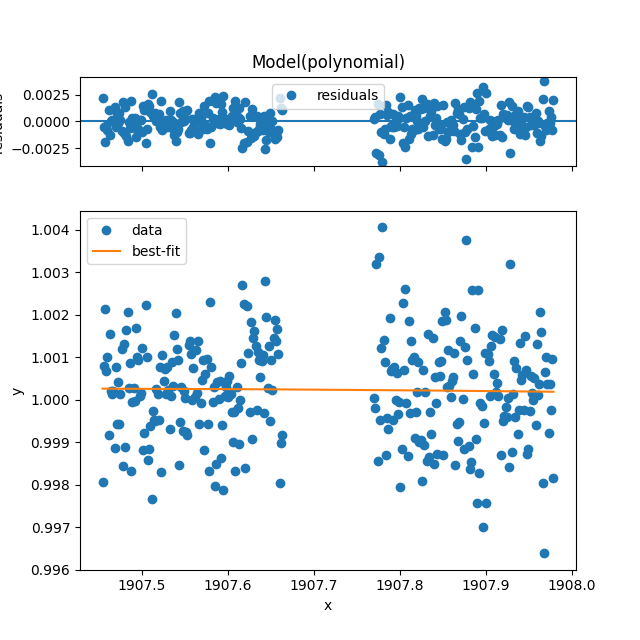 Model(polynomial)
residuals
0.0025
0.0000
−0.0025
residuals
data
best-fit
1.004
1.003
1.002
1.001
1.000
0.999
0.998
0.997
0.996
y
1907.5 1907.6 1907.7 1907.8 1907.9 1908.0
x